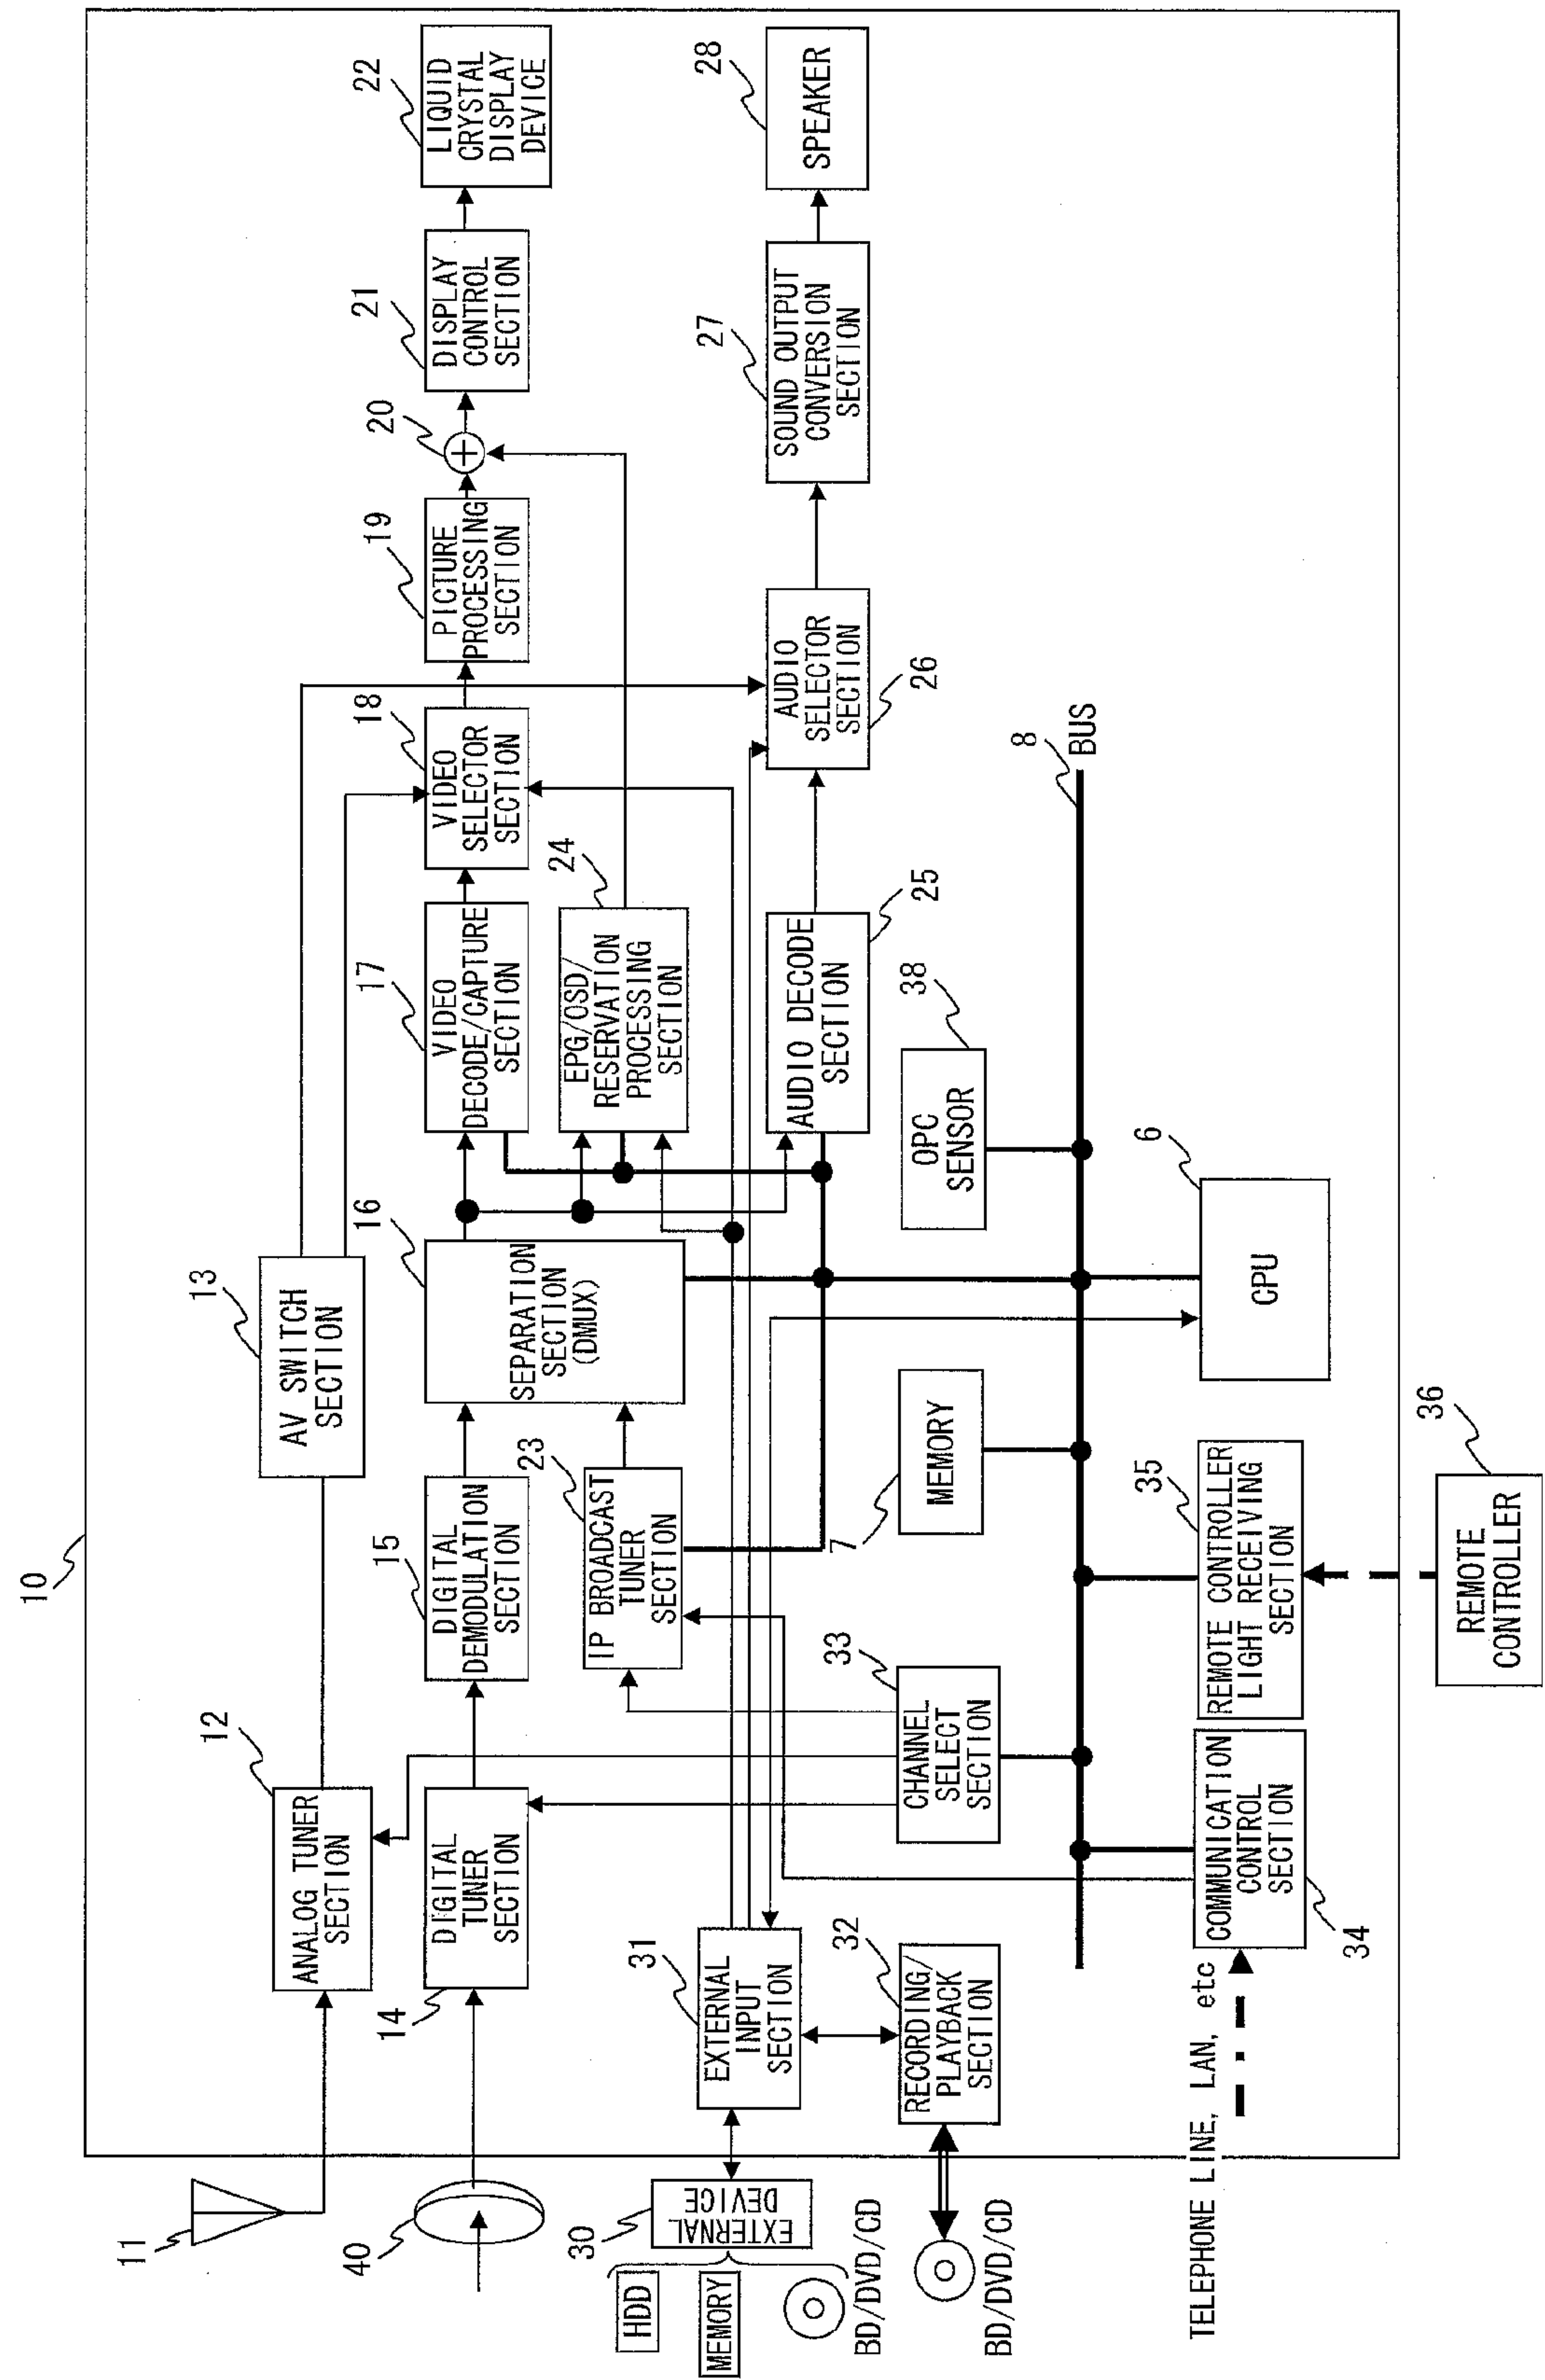 10
11
12
ANALOG TUNER
SECTION
13
AV SWITCH
SECTION
40
14
DIGITAL
TUNER
SECTION
15
DIGITAL
DEMODULATION
SECTION
16
SEPARATION
SECTION
(DMUX)
17
VIDEO
DECODE/CAPTURE
SECTION
18
VIDEO
SELECTOR
SECTION
19
PICTURE
PROCESSING
SECTION
20
21
DISPLAY
CONTROL
SECTION
22
LIQUID
CRYSTAL
DISPLAY
DEVICE
23
IP BROADCAST
TUNER
SECTION
24
EPG/OSD/
RESERVATION
PROCESSING
SECTION
30
EXTERNAL
DEVICE
HDD
MEMORY
BD/DVD/CD
31
EXTERNAL
INPUT
SECTION
25
AUDIO DECODE
SECTION
26
AUDIO
SELECTOR
SECTION
27
SOUND OUTPUT
CONVERSION
SECTION
28
SPEAKER
BD/DVD/CD
32
RECORDING/
PLAYBACK
SECTION
33
CHANNEL
SELECT
SECTION
7
MEMORY
38
OPC
SENSOR
8
BUS
TELEPHONE LINE, LAN, etc
34
COMMUNICATION
CONTROL
SECTION
35
REMOTE CONTROLLER
LIGHT RECEIVING
SECTION
6
CPU
36
REMOTE
CONTROLLER